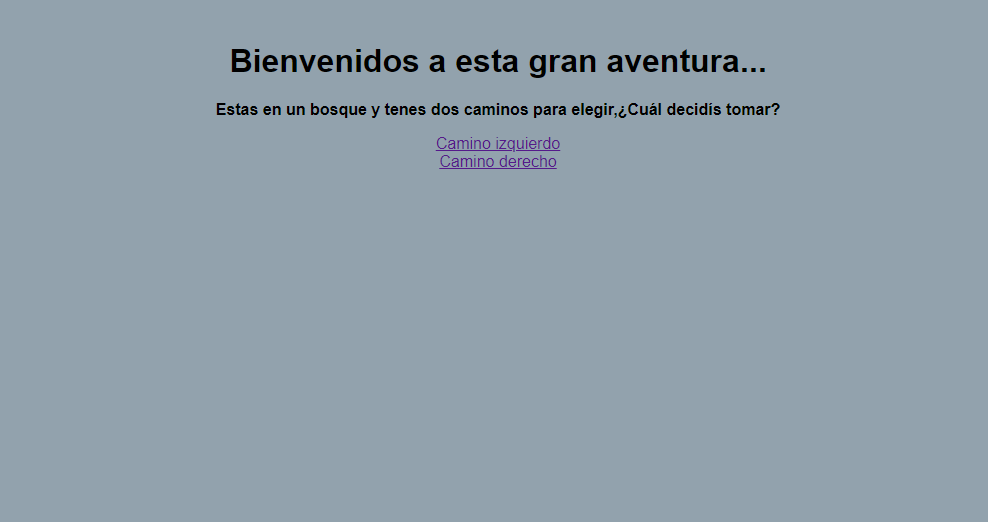 Bienvenidos a esta gran aventura...
Estas en un bosque y tenes dos caminos para elegir,¿Cuál decidís tomar?
Camino izquierdo
Camino derecho